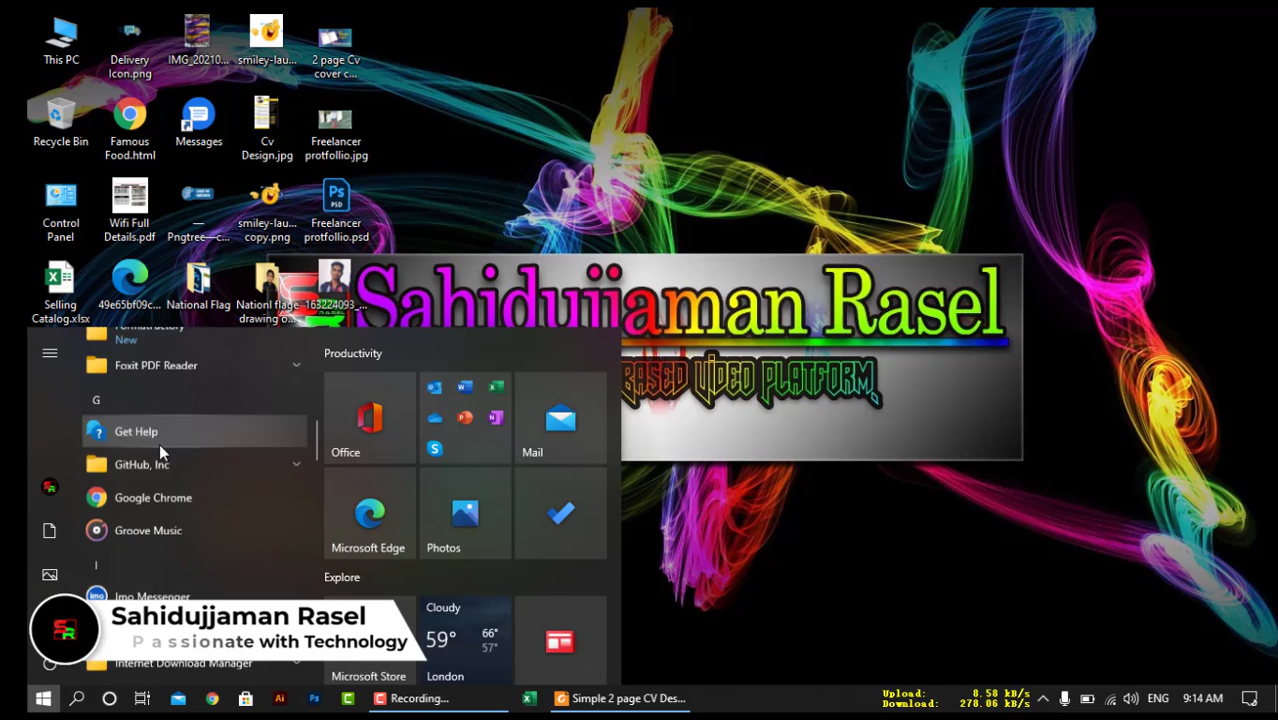 This PC
Delivery Icon.png
IMG_20210...
smiley-lau...
2 page Cv cover c...
Recycle Bin
Famous Food.html
Messages
Cv Design.jpg
Freelancer protfollio.jpg
Control Panel
Wifi Full Details.pdf
Pngtree—c...
smiley-lau... copy.png
Freelancer protfollio.psd
Selling Catalog.xlsx
49e65bf09c...
National Flag
Nationl flage drawing o...
163224093_...
Sahidujjaman Rasel
BASED VIDEO PLATFORM.
New
Foxit PDF Reader
G
Get Help
GitHub, Inc
Google Chrome
Groove Music
I
Imo Messenger
Internet Download Manager
Productivity
Office
Mail
Microsoft Edge
Photos
Explore
Microsoft Store
Cloudy
59° 66° 57°
London
Sahidujjaman Rasel
Passionate with Technology
Recording...
Simple 2 page CV Des...
Upload: 8.58 kB/s
Download: 278.06 kB/s
ENG
9:14 AM